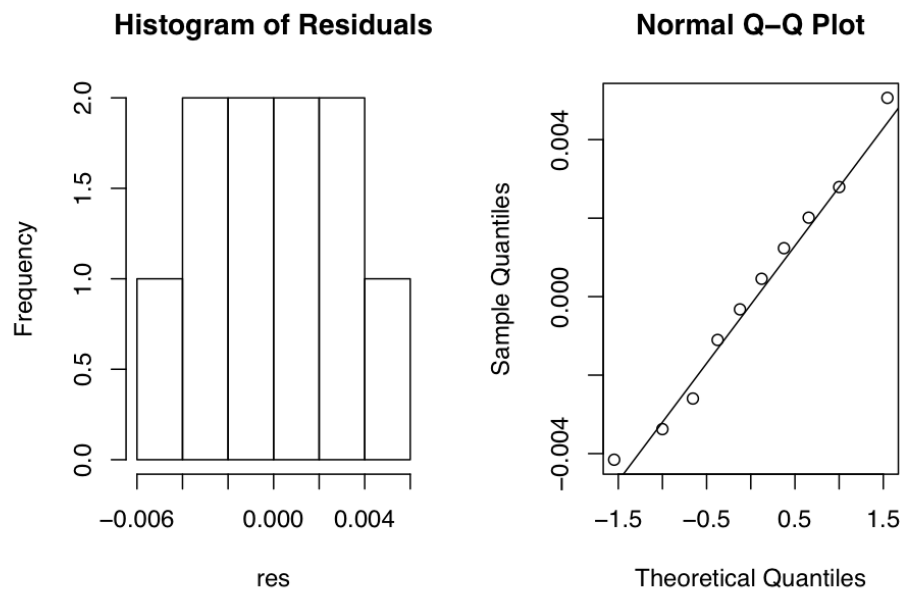 Histogram of Residuals
Frequency
0.0
0.5
1.0
1.5
2.0
−0.006
0.000
0.004
res
Normal Q−Q Plot
Sample Quantiles
−0.004
0.000
0.004
−1.5
−0.5
0.5
1.5
Theoretical Quantiles